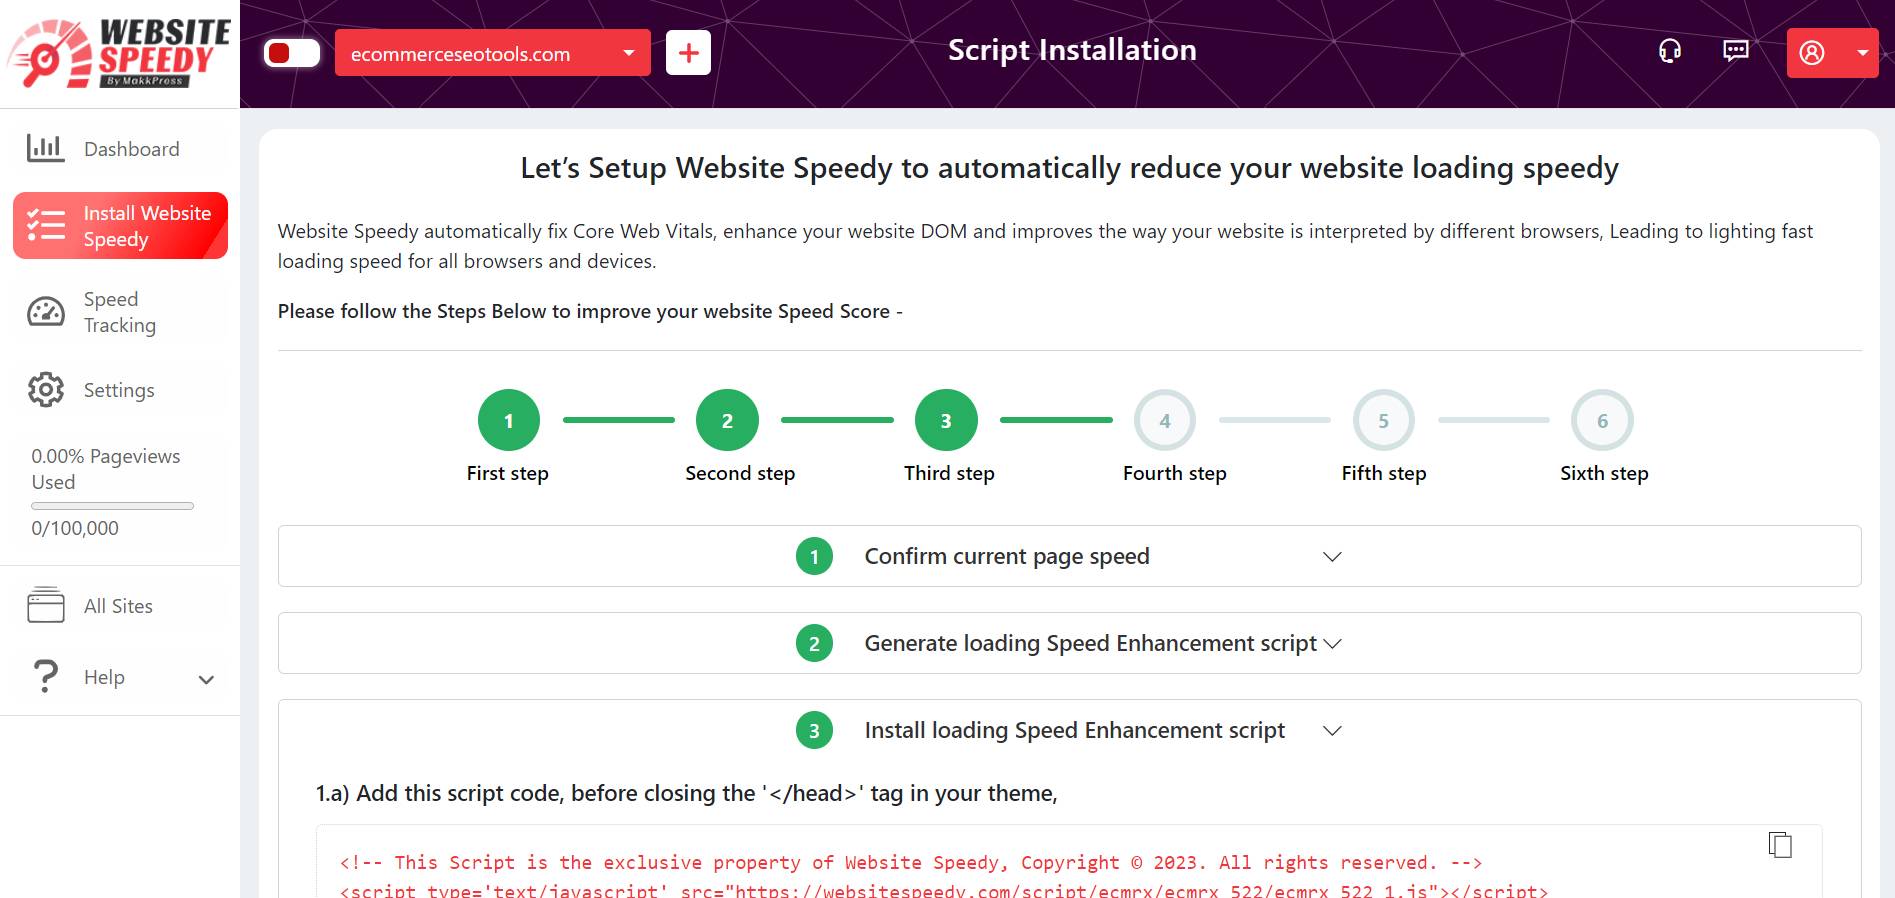 WEBSITE
SPEEDY
By MakkPress
ecommerceseotools.com
Script Installation
Dashboard
Install Website
Speedy
Speed
Tracking
Settings
0.00% Pageviews
Used
0/100,000
All Sites
Help
Let’s Setup Website Speedy to automatically reduce your website loading speedy
Website Speedy automatically fix Core Web Vitals, enhance your website DOM and improves the way your website is interpreted by different browsers, Leading to lighting fast
loading speed for all browsers and devices.
Please follow the Steps Below to improve your website Speed Score -
1 2 3 4 5 6
First step Second step Third step Fourth step Fifth step Sixth step
1 Confirm current page speed
2 Generate loading Speed Enhancement script
3 Install loading Speed Enhancement script
1.a) Add this script code, before closing the '</head>' tag in your theme,
<!-- This Script is the exclusive property of Website Speedy, Copyright © 2023. All rights reserved. -->
<script type='text/javascript' src="https://websitespeedy.com/script/ecmrx/ecmrx_522/ecmrx_522_1.js"></script>